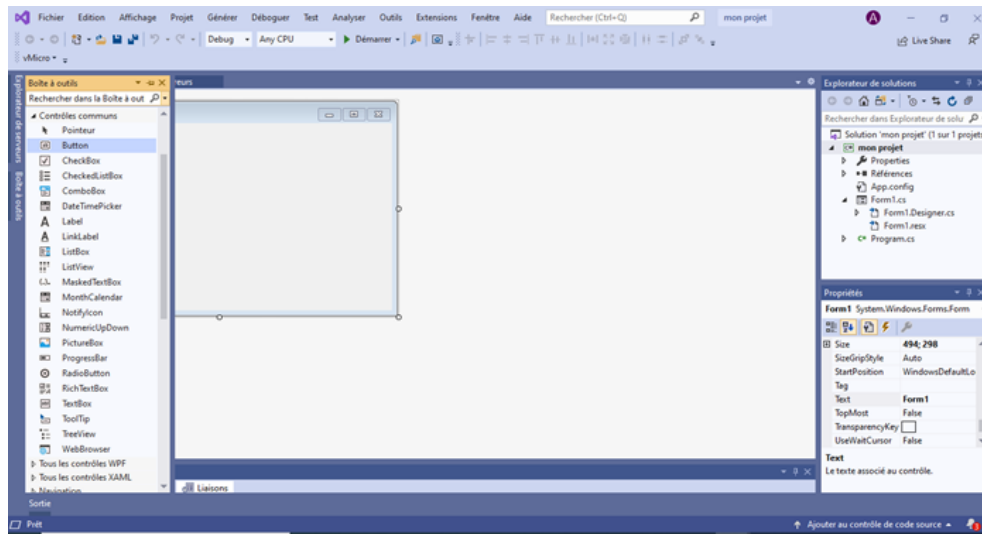 Fichier Edition Affichage Projet Générer Déboguer Test Analyser Outils Extensions Fenêtre Aide Rechercher (Ctrl+Q) mon projet A
Debug Any CPU Démarrer Live Share
vMicro
Explorateur de serveurs
Boîte à outils
Boîte à outils
Rechercher dans la Boîte à out
Contrôles communs
Pointeur
Button
CheckBox
CheckedListBox
ComboBox
DateTimePicker
Label
LinkLabel
ListBox
ListView
MaskedTextBox
MonthCalendar
NotifyIcon
NumericUpDown
PictureBox
ProgressBar
RadioButton
RichTextBox
TextBox
ToolTip
TreeView
WebBrowser
Tous les contrôles WPF
Tous les contrôles XAML
Navigation
eurs
Explorateur de solutions
Rechercher dans Explorateur de solu
Solution 'mon projet' (1 sur 1 projets
mon projet
Properties
Références
App.config
Form1.cs
Form1.Designer.cs
Form1.resx
Program.cs
Propriétés
Form1 System.Windows.Forms.Form
Size 494; 298
SizeGripStyle Auto
StartPosition WindowsDefaultLo
Tag
Text Form1
TopMost False
TransparencyKey
UseWaitCursor False
Text
Le texte associé au contrôle.
Liaisons
Sortie
Prêt Ajouter au contrôle de code source